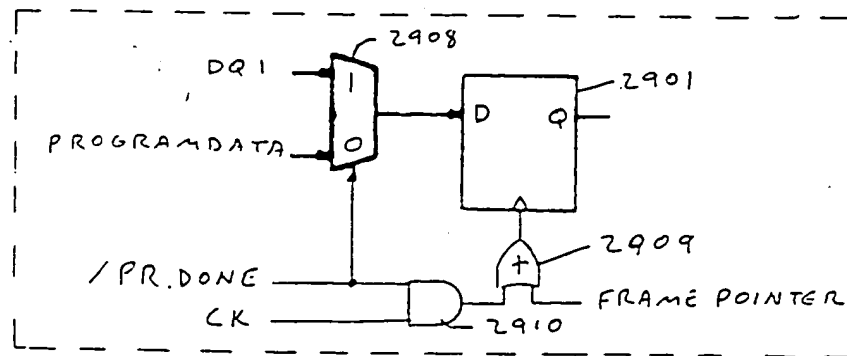 2908
DQ1
1
2901
D
Q
PROGRAMDATA
0
2909
+
/PR.DONE
FRAME POINTER
CK
2910